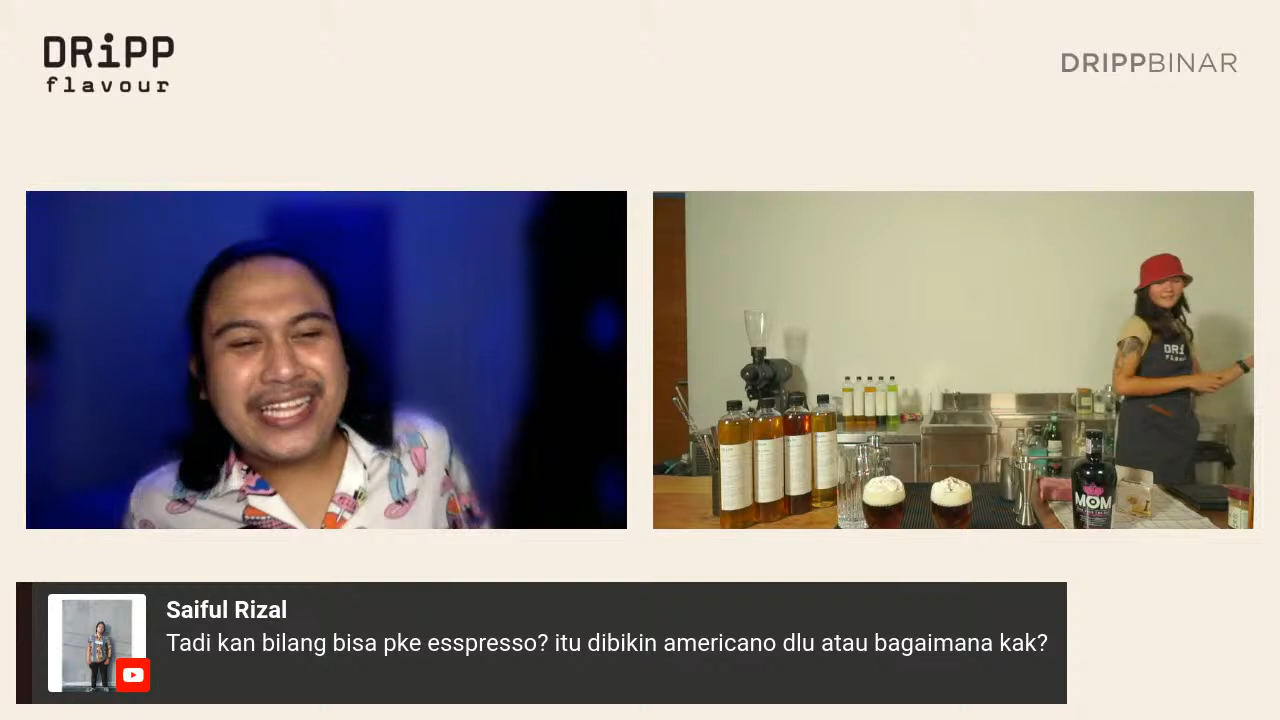 DRiPP
flavour
DRIPPBINAR
DRi
MOM
Saiful Rizal
Tadi kan bilang bisa pke esspresso? itu dibikin americano dlu atau bagaimana kak?